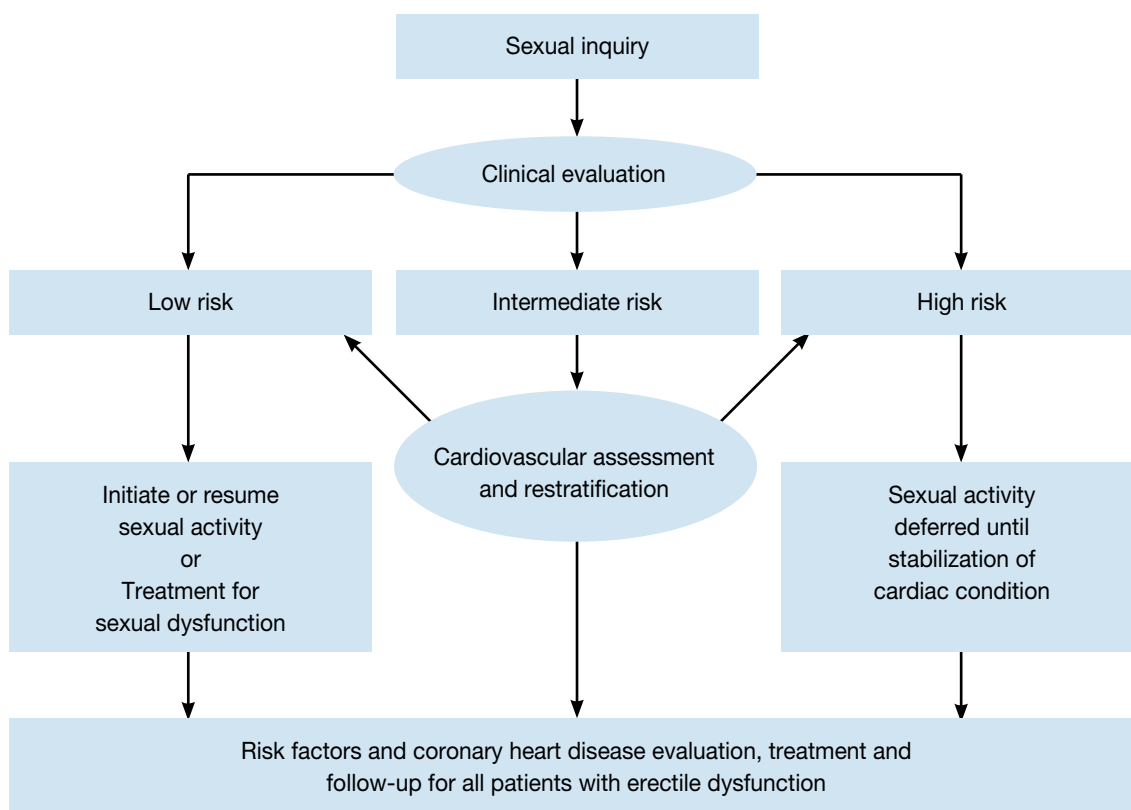 Sexual inquiry
Clinical evaluation
Low risk
Intermediate risk
High risk
Cardiovascular assessment
and restratification
Initiate or resume
sexual activity
or
Treatment for
sexual dysfunction
Sexual activity
deferred until
stabilization of
cardiac condition
Risk factors and coronary heart disease evaluation, treatment and
follow-up for all patients with erectile dysfunction